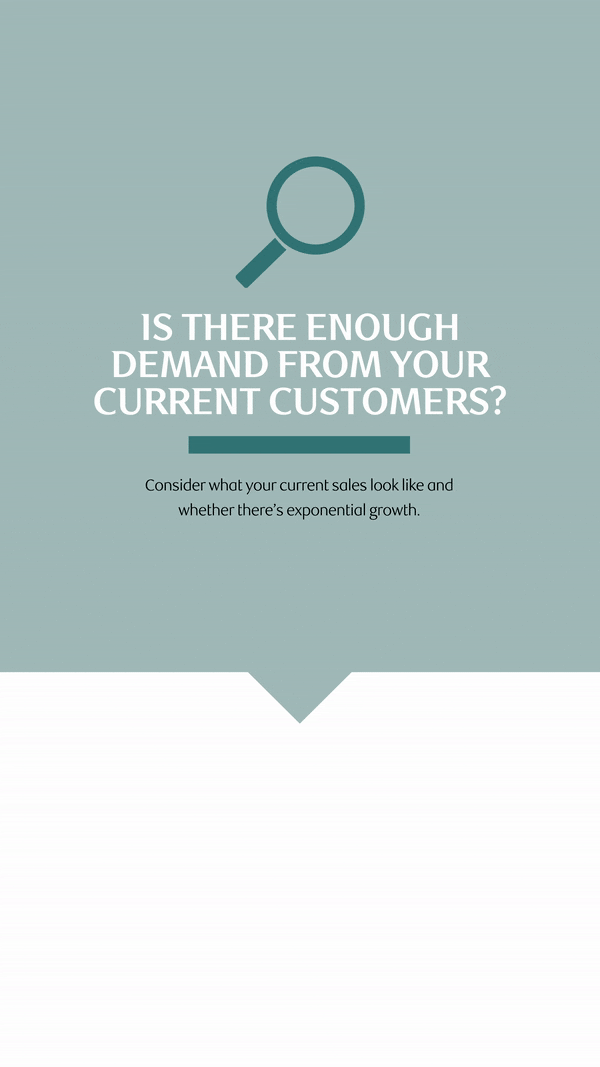 IS THERE ENOUGH
DEMAND FROM YOUR
CURRENT CUSTOMERS?
Consider what your current sales look like and
whether there’s exponential growth.